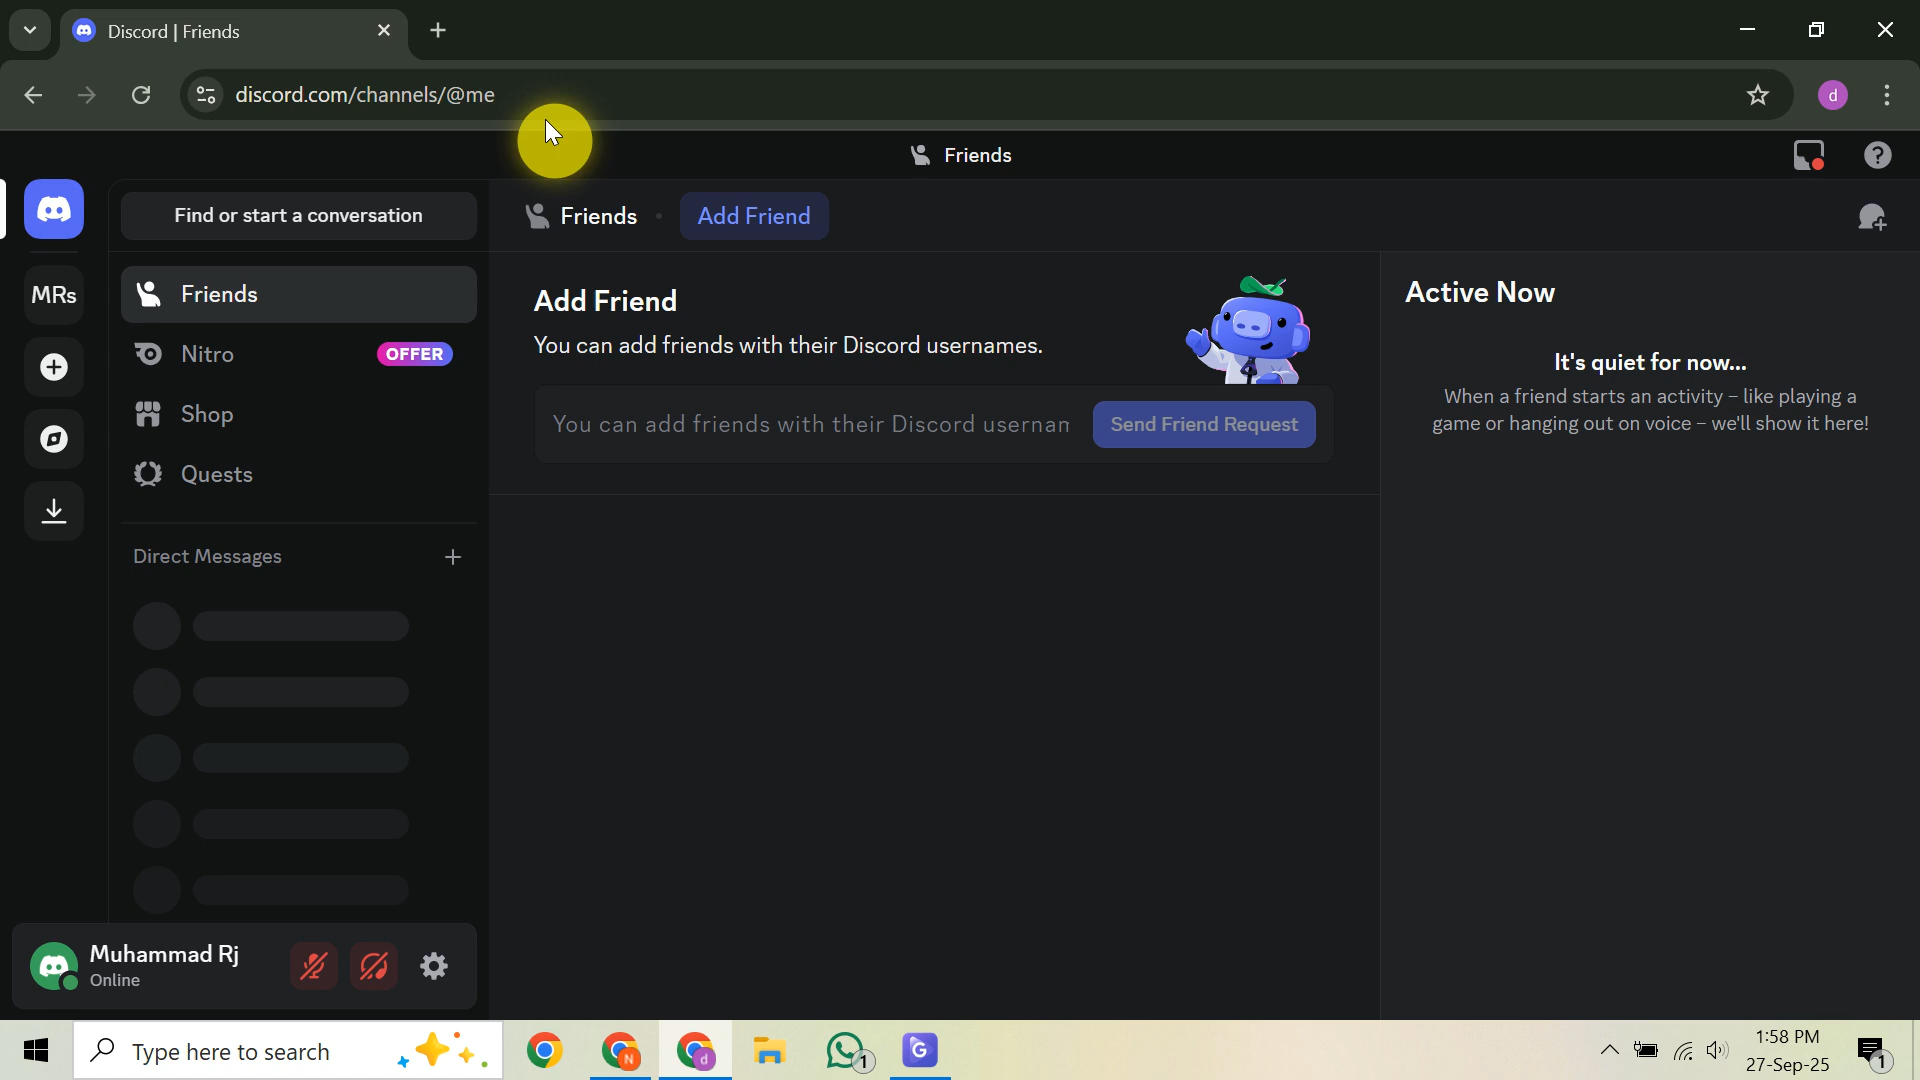 Discord | Friends
discord.com/channels/@me
d
Friends
Find or start a conversation
Friends
Add Friend
MRs
Friends
Nitro
OFFER
Shop
Quests
Direct Messages
Add Friend
You can add friends with their Discord usernames.
You can add friends with their Discord usernan
Send Friend Request
Active Now
It's quiet for now...
When a friend starts an activity – like playing a
game or hanging out on voice – we'll show it here!
Muhammad Rj
Online
Type here to search
N
d
1
G
1:58 PM
27-Sep-25
1